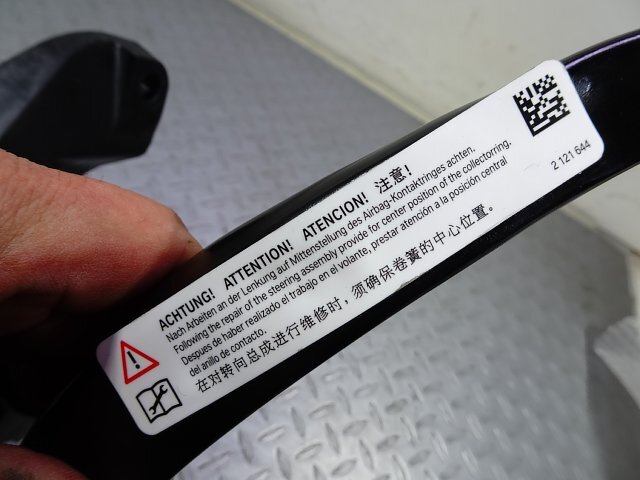 ACHTUNG! ATTENTION! ATENCION! 注意!
Nach Arbeiten an der Lenkung auf Mittenstellung des Airbag-Kontaktringes achten.
Following the repair of the steering assembly provide for center position of the collectorring.
Despues de haber realizado el trabajo en el volante, prestar atención a la posición central
del anillo de contacto.
在对转向总成进行维修时，须确保卷簧的中心位置。
2 121 644